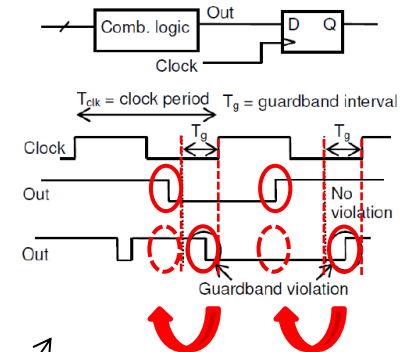 Out
Comb. logic
D Q
Clock
Tclk = clock period
Tg = guardband interval
Tg
Tg
Clock
Out
No
violation
Out
Guardband violation